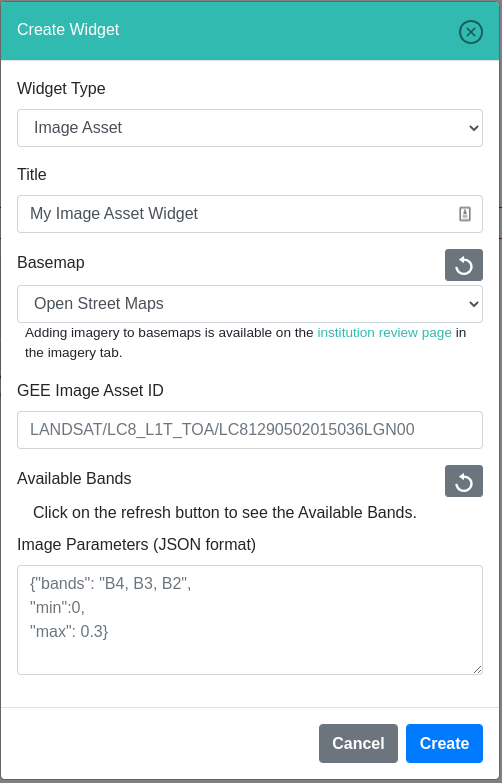 Create Widget
Widget Type
Image Asset
Title
My Image Asset Widget
Basemap
Open Street Maps
Adding imagery to basemaps is available on the institution review page in
the imagery tab.
GEE Image Asset ID
LANDSAT/LC8_L1T_TOA/LC81290502015036LGN00
Available Bands
Click on the refresh button to see the Available Bands.
Image Parameters (JSON format)
{"bands": "B4, B3, B2",
"min":0,
"max": 0.3}
Cancel
Create